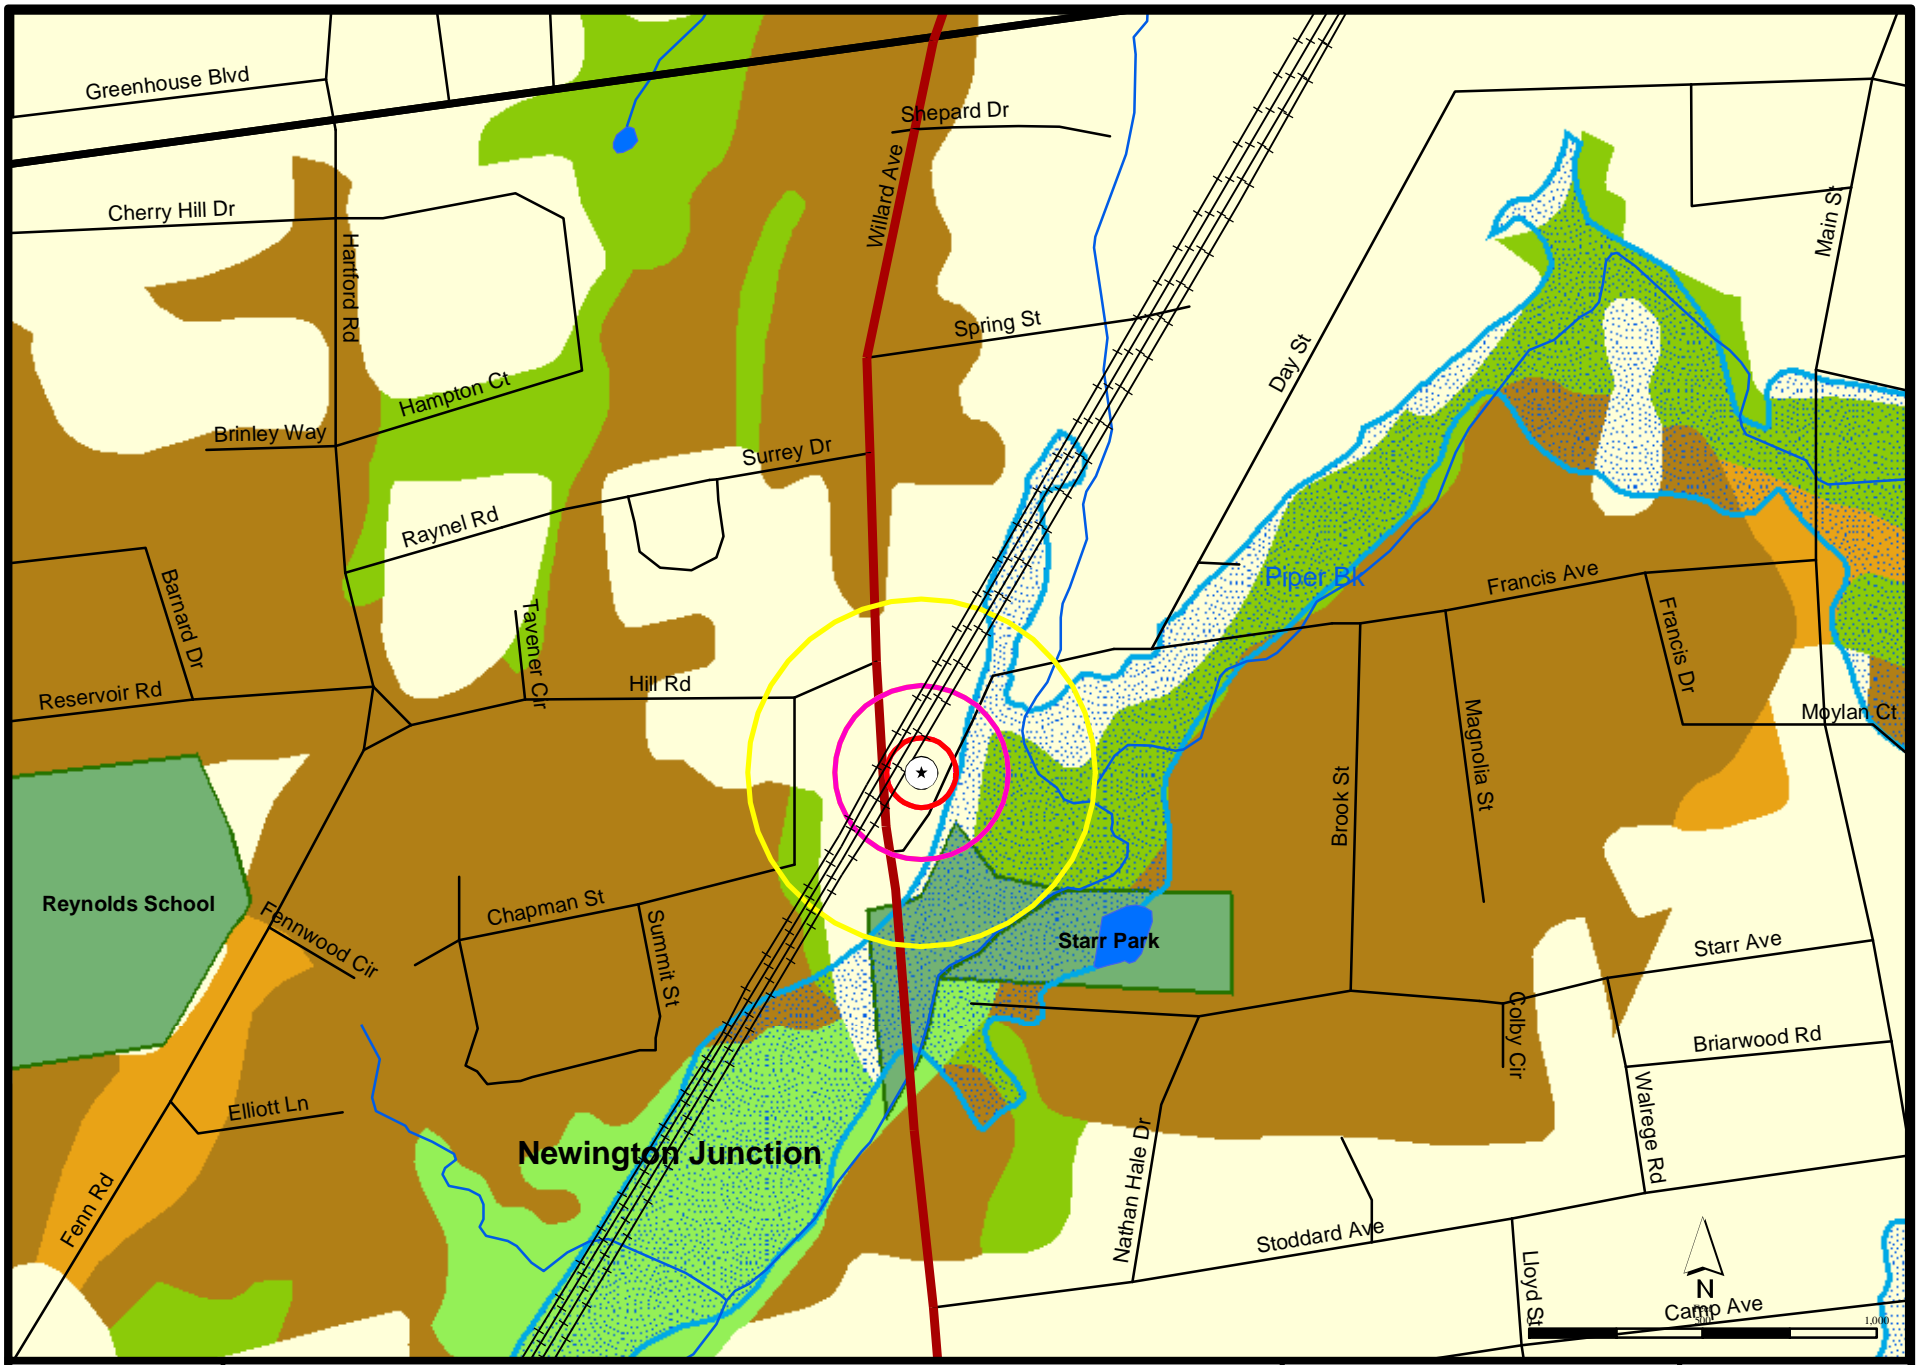 Greenhouse Blvd
Shepard Dr
Willard Ave
Cherry Hill Dr
Hartford Rd
Main St
Spring St
Day St
Hampton Ct
Brinley Way
Surrey Dr
Raynel Rd
Piper Bk
Francis Ave
Barnard Dr
Tavener Cir
Francis Dr
Reservoir Rd
Hill Rd
Magnolia St
Moylan Ct
Brook St
Reynolds School
Fennwood Cir
Chapman St
Summit St
Starr Park
Starr Ave
Colby Cir
Briarwood Rd
Walrege Rd
Elliott Ln
Newington Junction
Nathan Hale Dr
Fenn Rd
Stoddard Ave
Lloyd St
N
Camp Ave
500
1,000